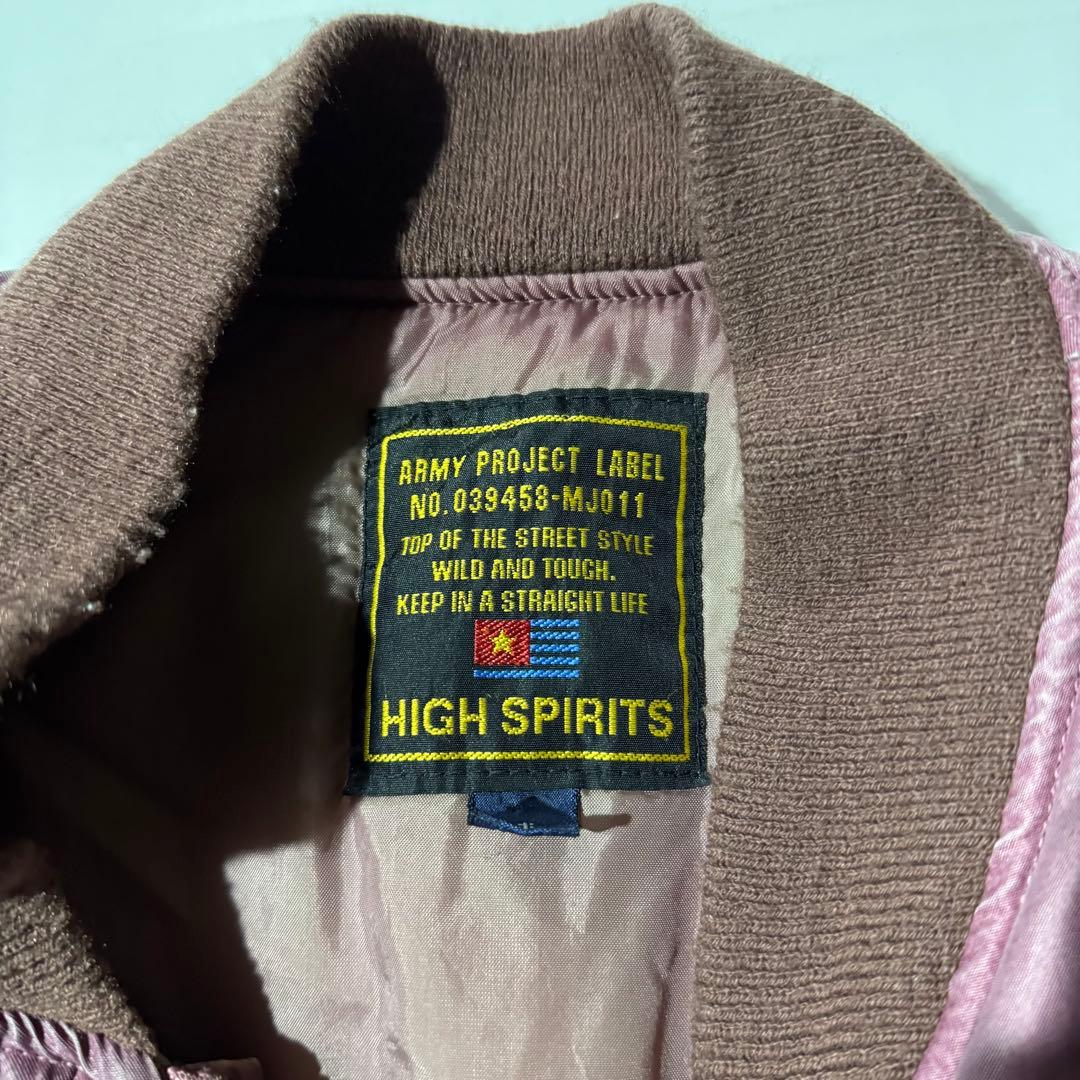 ARMY PROJECT LABEL
NO. 039458-MJ011
TOP OF THE STREET STYLE
WILD AND TOUGH.
KEEP IN A STRAIGHT LIFE
HIGH SPIRITS